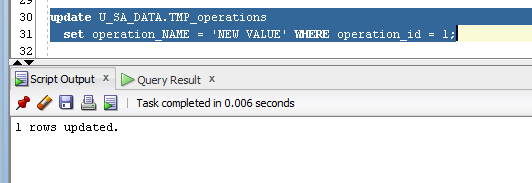 29
30 update U_SA_DATA.TMP_operations
31 set operation_NAME = 'NEW VALUE' WHERE operation_id = 1;
32
Script Output x Query Result x
Task completed in 0.006 seconds
1 rows updated.